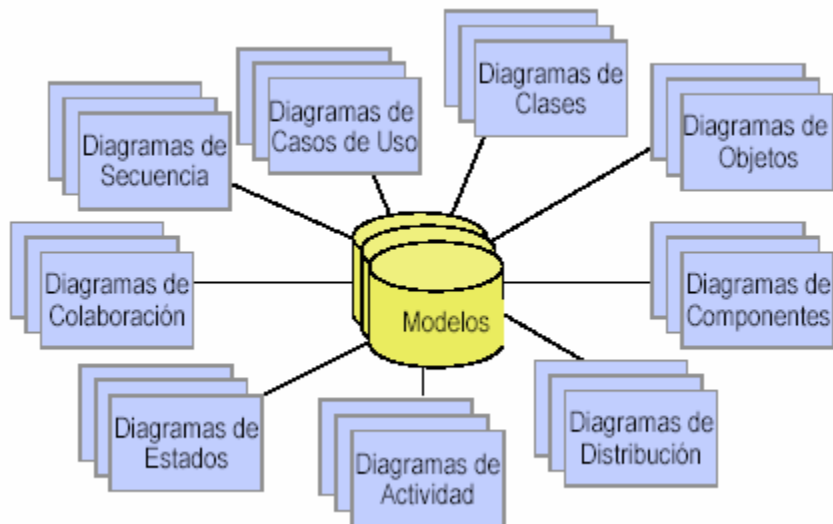 Diagramas de
Casos de Uso
Diagramas de
Clases
Diagramas de
Secuencia
Diagramas de
Objetos
Diagramas de
Colaboración
Modelos
Diagramas de
Componentes
Diagramas de
Estados
Diagramas de
Actividad
Diagramas de
Distribución